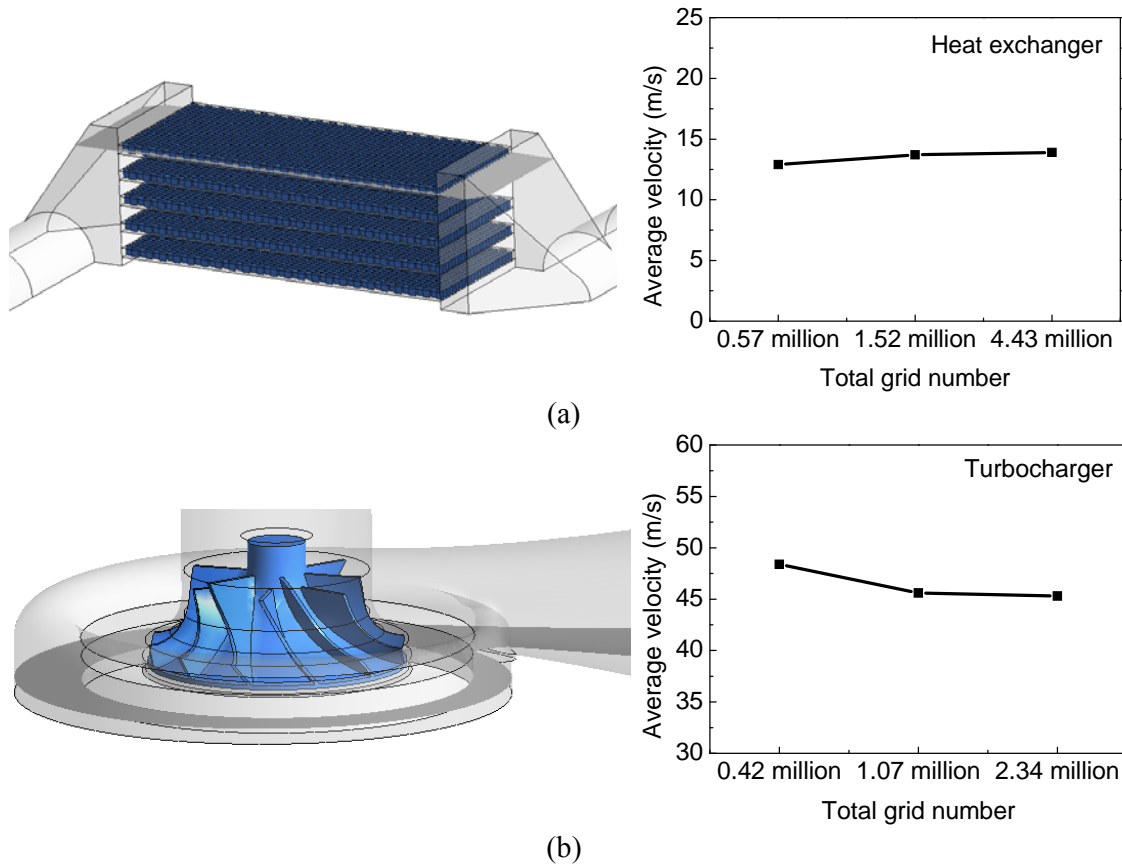 Heat exchanger
Average velocity (m/s)
25
20
15
10
5
0
0.57 million 1.52 million 4.43 million
Total grid number
(a)
Turbocharger
Average velocity (m/s)
60
55
50
45
40
35
30
0.42 million 1.07 million 2.34 million
Total grid number
(b)